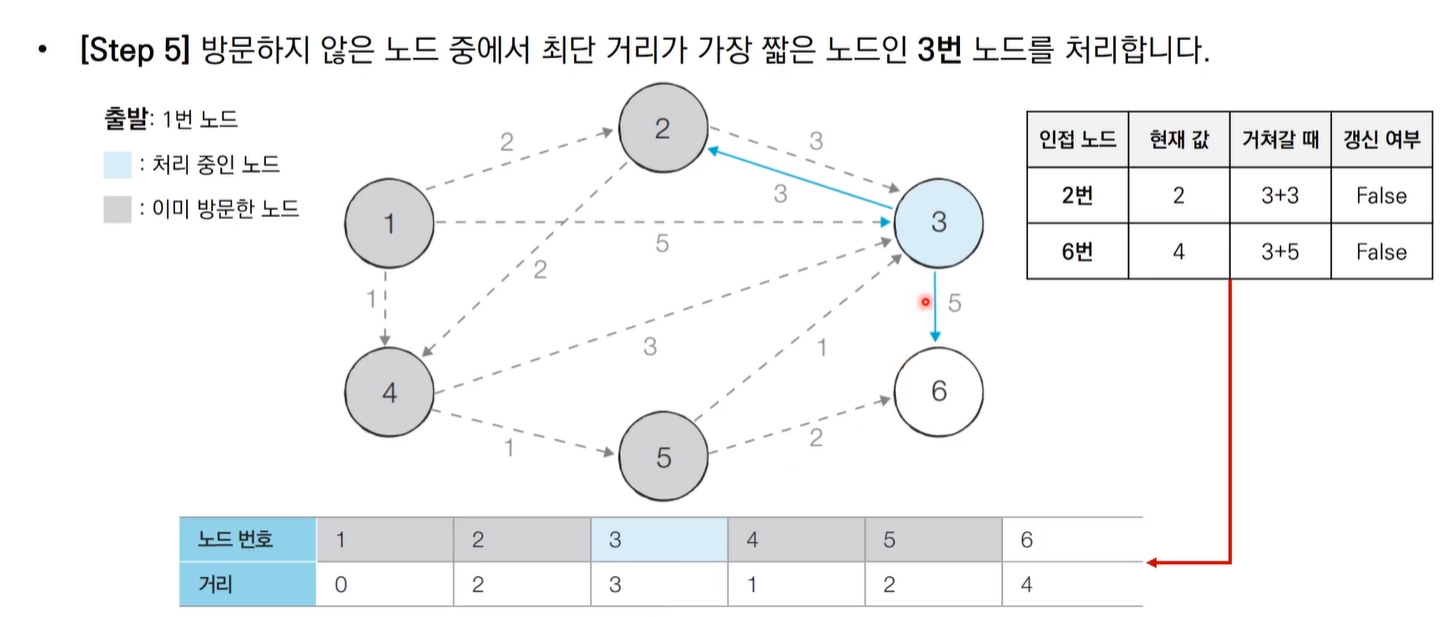 • [Step 5] 방문하지 않은 노드 중에서 최단 거리가 가장 짧은 노드인 3번 노드를 처리합니다.
출발: 1번 노드
: 처리 중인 노드
: 이미 방문한 노드
2
3
3
1
5
3
2
1
5
3
1
4
6
1
2
5
2
인접 노드 현재 값 거쳐갈 때 갱신 여부
2번 2 3+3 False
6번 4 3+5 False
노드 번호 1 2 3 4 5 6
거리 0 2 3 1 2 4